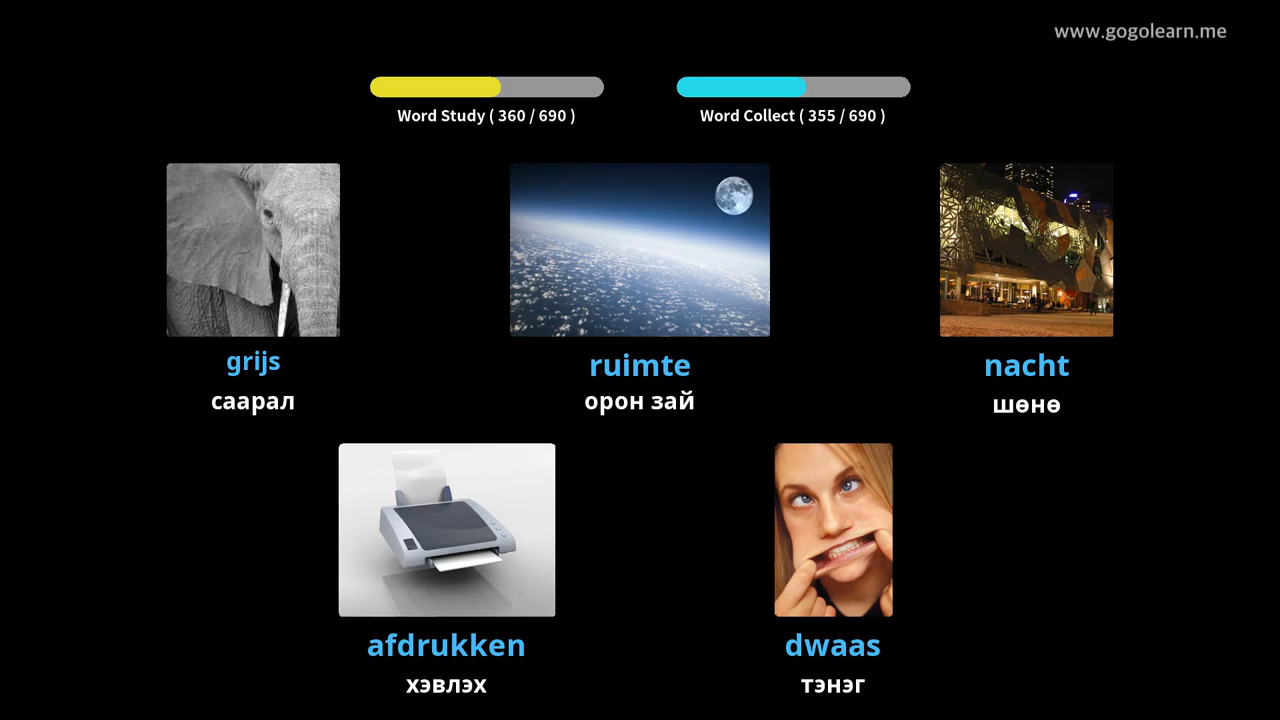 www.gogolearn.me
Word Study ( 360 / 690 )
Word Collect ( 355 / 690 )
grijs
саарал
ruimte
орон зай
nacht
шөнө
afdrukken
хэвлэх
dwaas
тэнэг